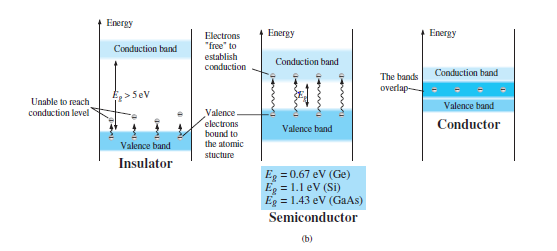 Energy
Conduction band
Eg > 5 eV
Unable to reach
conduction level
Valence band
Insulator
Electrons
"free" to
establish
conduction
Valence
electrons
bound to
the atomic
stucture
Energy
Conduction band
Eg
Valence band
Eg = 0.67 eV (Ge)
Eg = 1.1 eV (Si)
Eg = 1.43 eV (GaAs)
Semiconductor
(b)
Energy
The bands
overlap
Conduction band
Valence band
Conductor